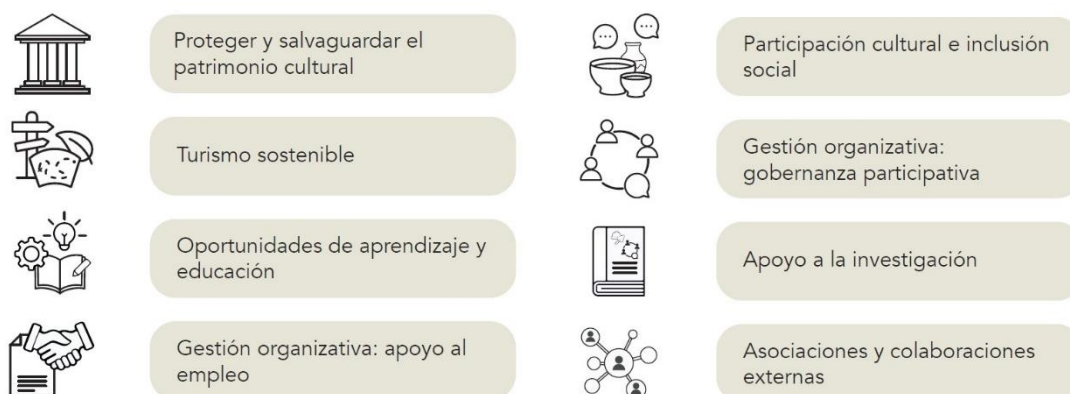 Proteger y salvaguardar el
patrimonio cultural
Turismo sostenible
Oportunidades de aprendizaje y
educación
Gestión organizativa: apoyo al
empleo
Participación cultural e inclusión
social
Gestión organizativa:
gobernanza participativa
Apoyo a la investigación
Asociaciones y colaboraciones
externas